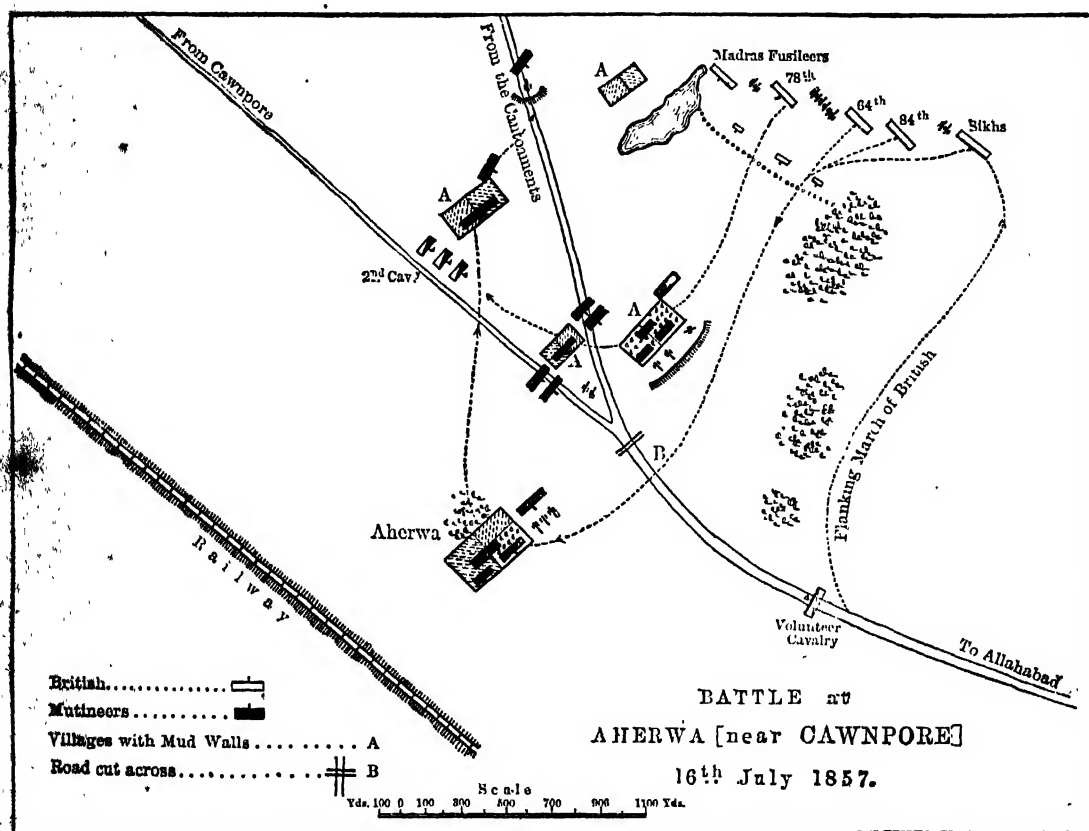 From Cawnpore
From the Cantonments
A
Madras Fusileers
78th
64th
84th
Sikhs
A
2nd Cav.
A
A
B
Flanking March of British
Aherwa
Railway
Volunteer
Cavalry
To Allahabad
British
Mutineers
Villages with Mud Walls A
Road cut across B
BATTLE at
AHERWA [near CAWNPORE]
16th July 1857.
Scale
Yds. 100 0 100 300 500 700 900 1100 Yds.